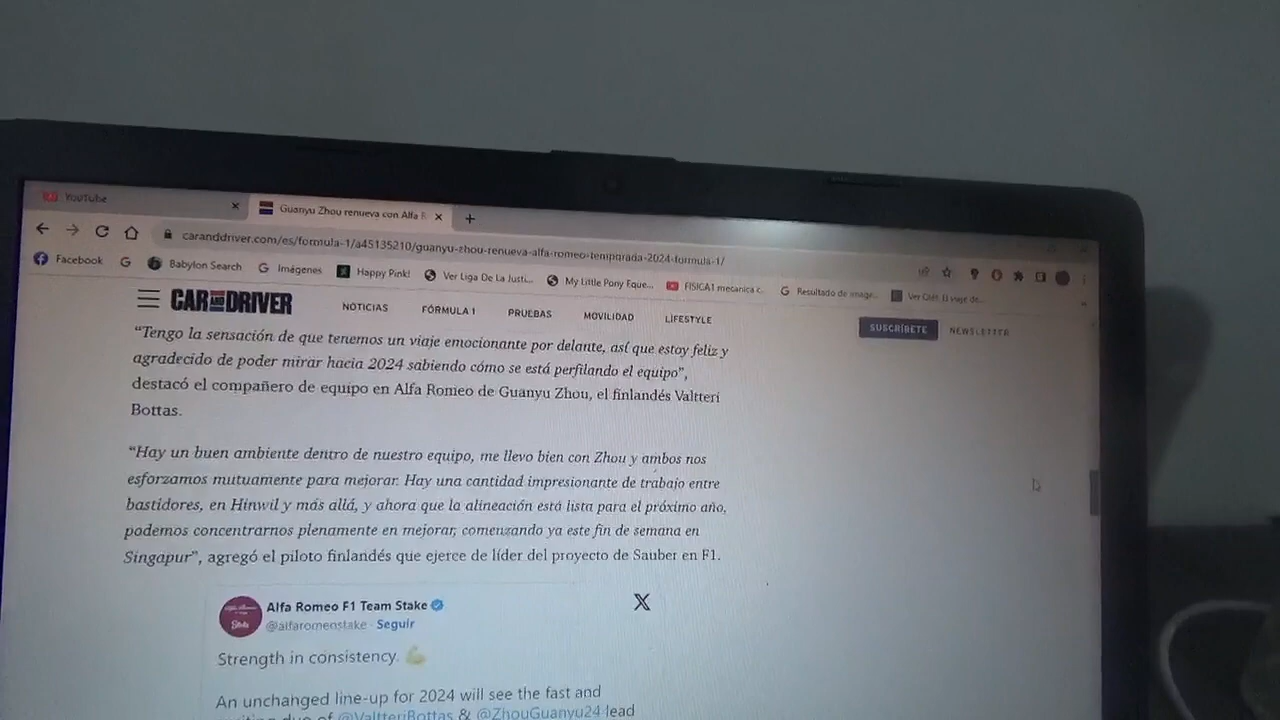 YouTube
Guanyu Zhou renueva con Alfa R
caranddriver.com/es/formula-1/a45135210/guanyu-zhou-renueva-alfa-romeo-temporada-2024-formula-1/
Facebook
Babylon Search
Imágenes
Happy Pink!
Ver Liga De La Justi...
My Little Pony Eque...
FISICA1 mecanica c...
Resultado de image...
CAR AND DRIVER
NOTICIAS
FÓRMULA 1
PRUEBAS
MOVILIDAD
LIFESTYLE
SUSCRÍBETE
NEWSLETTER
“Tengo la sensación de que tenemos un viaje emocionante por delante, así que estoy feliz y
agradecido de poder mirar hacia 2024 sabiendo cómo se está perfilando el equipo”,
destacó el compañero de equipo en Alfa Romeo de Guanyu Zhou, el finlandés Valtteri
Bottas.
“Hay un buen ambiente dentro de nuestro equipo, me llevo bien con Zhou y ambos nos
esforzamos mutuamente para mejorar. Hay una cantidad impresionante de trabajo entre
bastidores, en Hinwil y más allá, y ahora que la alineación está lista para el próximo año,
podemos concentrarnos plenamente en mejorar, comenzando ya este fin de semana en
Singapur”, agregó el piloto finlandés que ejerce de líder del proyecto de Sauber en F1.
Alfa Romeo F1 Team Stake
@alfaromeostake · Seguir
Strength in consistency.
An unchanged line-up for 2024 will see the fast and
duo of @ValtteriBottas & @ZhouGuanyu24 lead